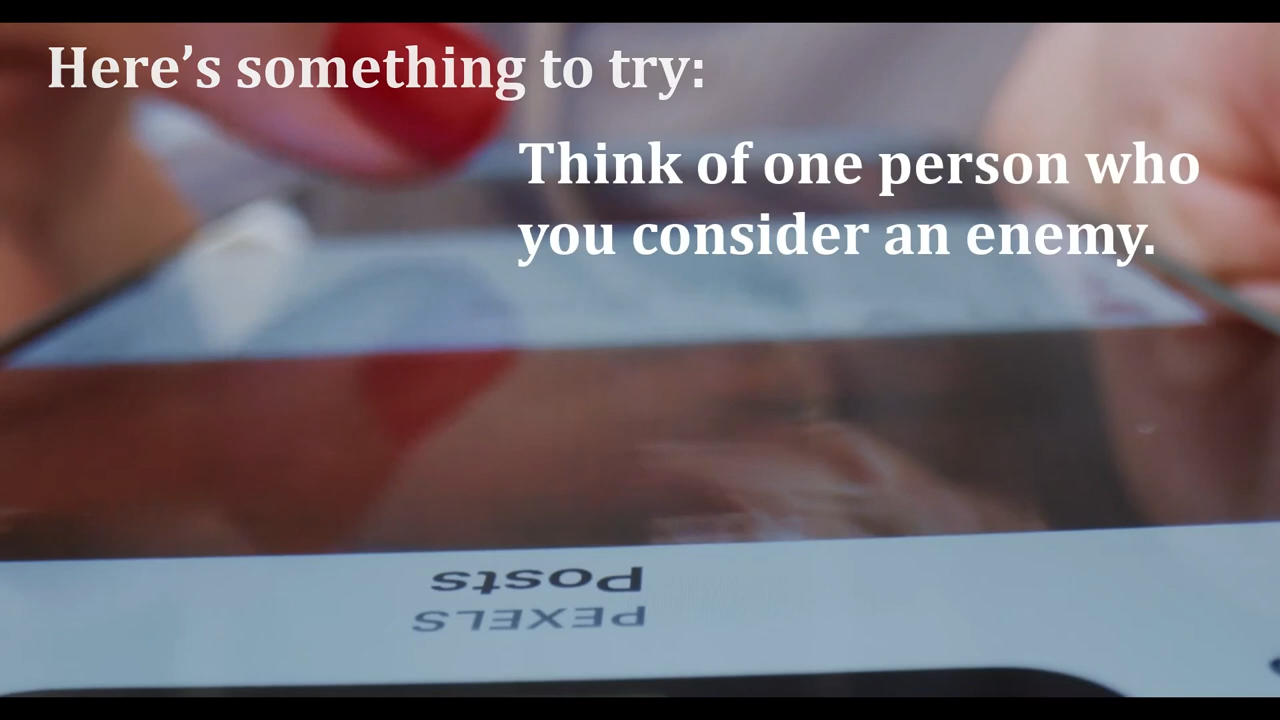 Here’s something to try:
Think of one person who
you consider an enemy.
Posts
PEXELS